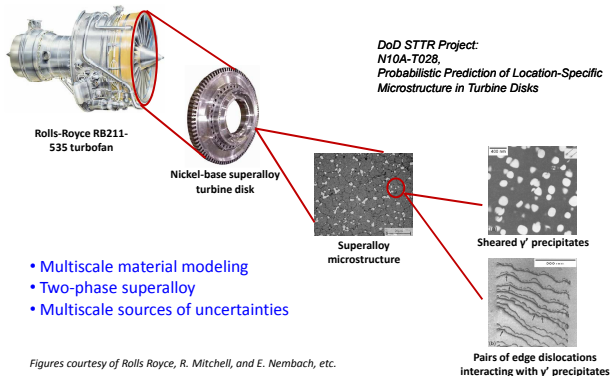 DoD STTR Project:
N10A-T028,
Probabilistic Prediction of Location-Specific
Microstructure in Turbine Disks
Rolls-Royce RB211-
535 turbofan
Nickel-base superalloy
turbine disk
Superalloy
microstructure
400 nm
Sheared γ’ precipitates
(b)
Pairs of edge dislocations
interacting with γ’ precipitates
• Multiscale material modeling
• Two-phase superalloy
• Multiscale sources of uncertainties
Figures courtesy of Rolls Royce, R. Mitchell, and E. Nembach, etc.